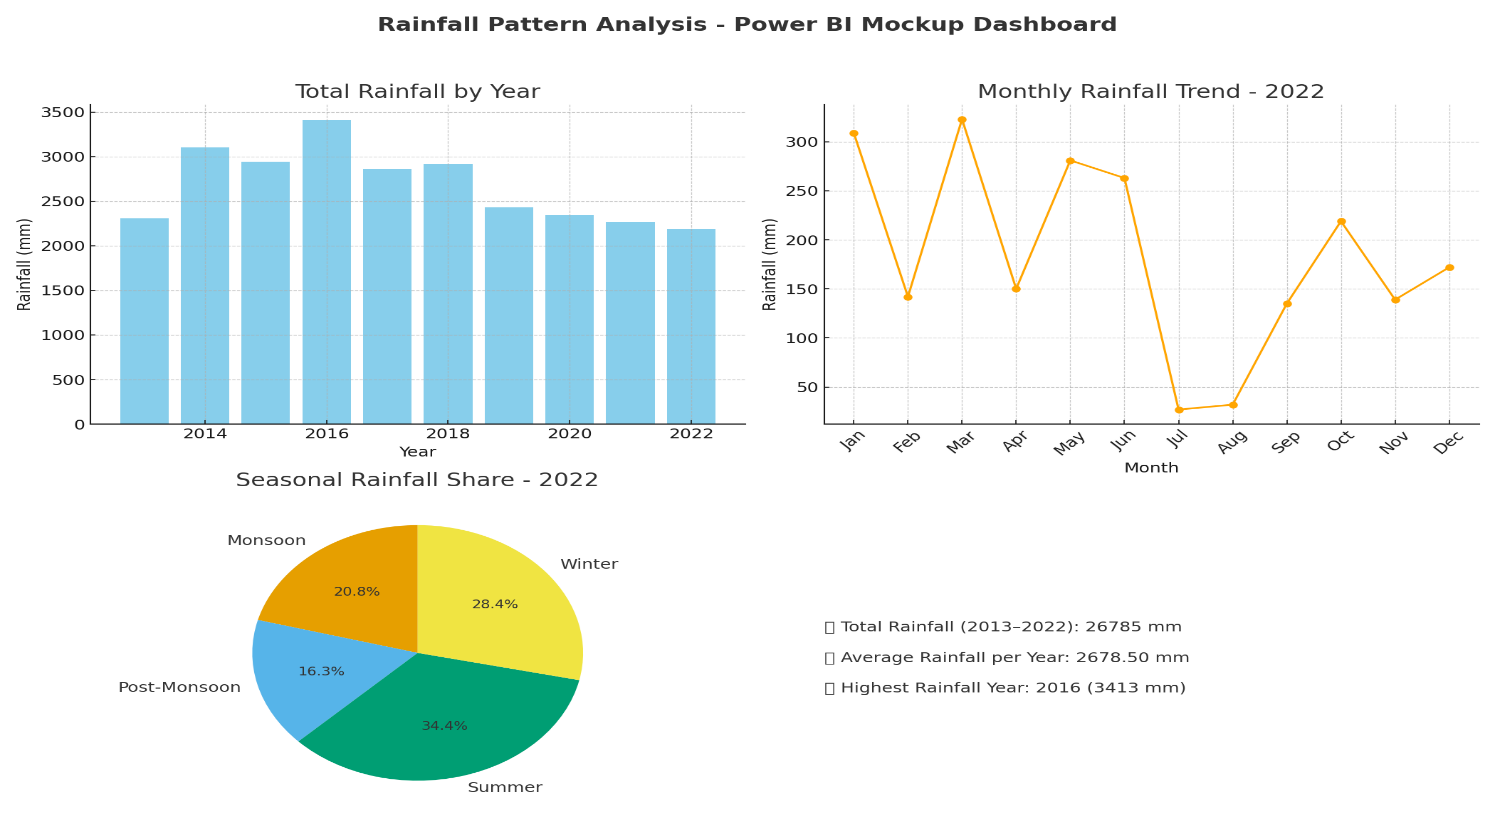 Rainfall Pattern Analysis - Power BI Mockup Dashboard
Total Rainfall by Year
3500
3000
2500
2000
1500
1000
500
0
Rainfall (mm)
2014 2016 2018 2020 2022
Year
Monthly Rainfall Trend - 2022
300
250
200
150
100
50
Rainfall (mm)
Jan Feb Mar Apr May Jun Jul Aug Sep Oct Nov Dec
Month
Seasonal Rainfall Share - 2022
Monsoon
20.8%
Winter
28.4%
Post-Monsoon
16.3%
Summer
34.4%
▯ Total Rainfall (2013–2022): 26785 mm
▯ Average Rainfall per Year: 2678.50 mm
▯ Highest Rainfall Year: 2016 (3413 mm)